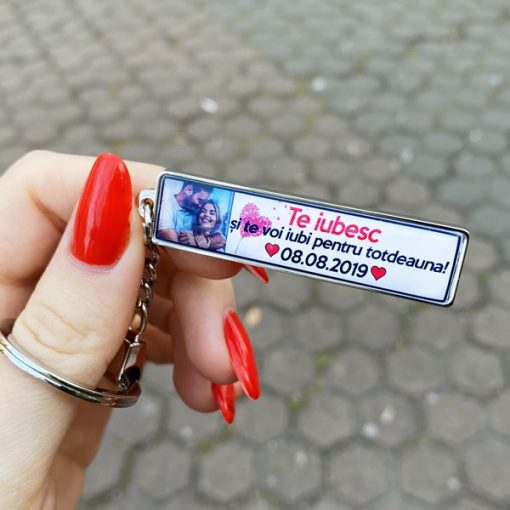 Te iubesc
și te voi iubi pentru totdeauna!
❤08.08.2019❤